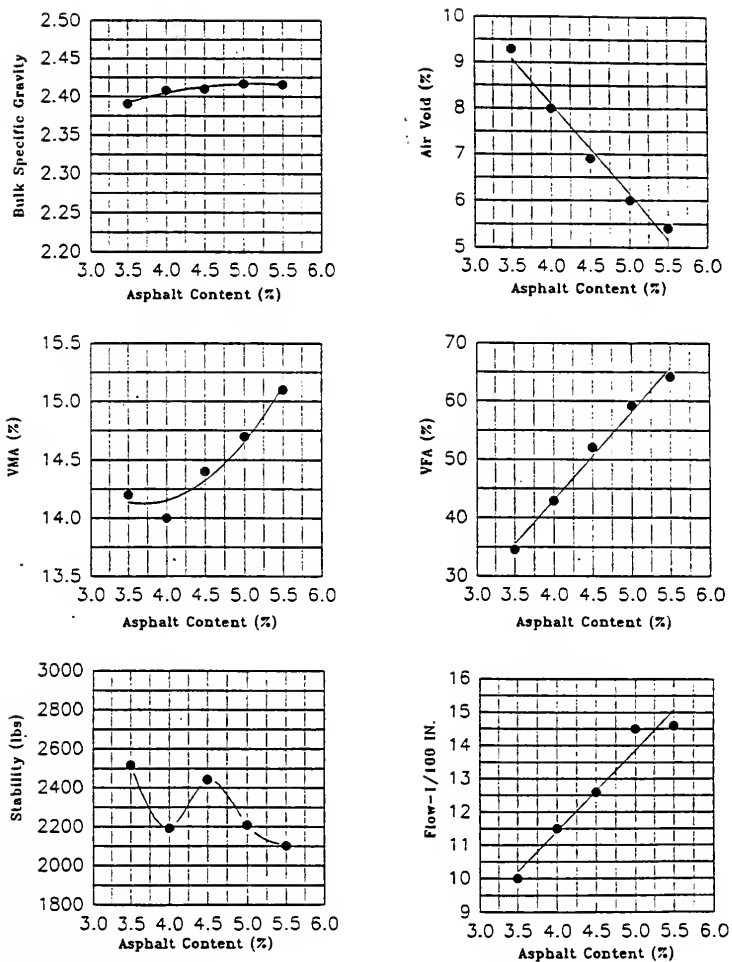 Bulk Specific Gravity
2.50
2.45
2.40
2.35
2.30
2.25
2.20
3.0 3.5 4.0 4.5 5.0 5.5 6.0
Asphalt Content (%)
Air Void (%)
10
9
8
7
6
5
3.0 3.5 4.0 4.5 5.0 5.5 6.0
Asphalt Content (%)
VMA (%)
15.5
15.0
14.5
14.0
13.5
3.0 3.5 4.0 4.5 5.0 5.5 6.0
Asphalt Content (%)
VFA (%)
70
60
50
40
30
3.0 3.5 4.0 4.5 5.0 5.5 6.0
Asphalt Content (%)
Stability (lbs)
3000
2800
2600
2400
2200
2000
1800
3.0 3.5 4.0 4.5 5.0 5.5 6.0
Asphalt Content (%)
Flow-1/100 IN.
16
15
14
13
12
11
10
9
3.0 3.5 4.0 4.5 5.0 5.5 6.0
Asphalt Content (%)